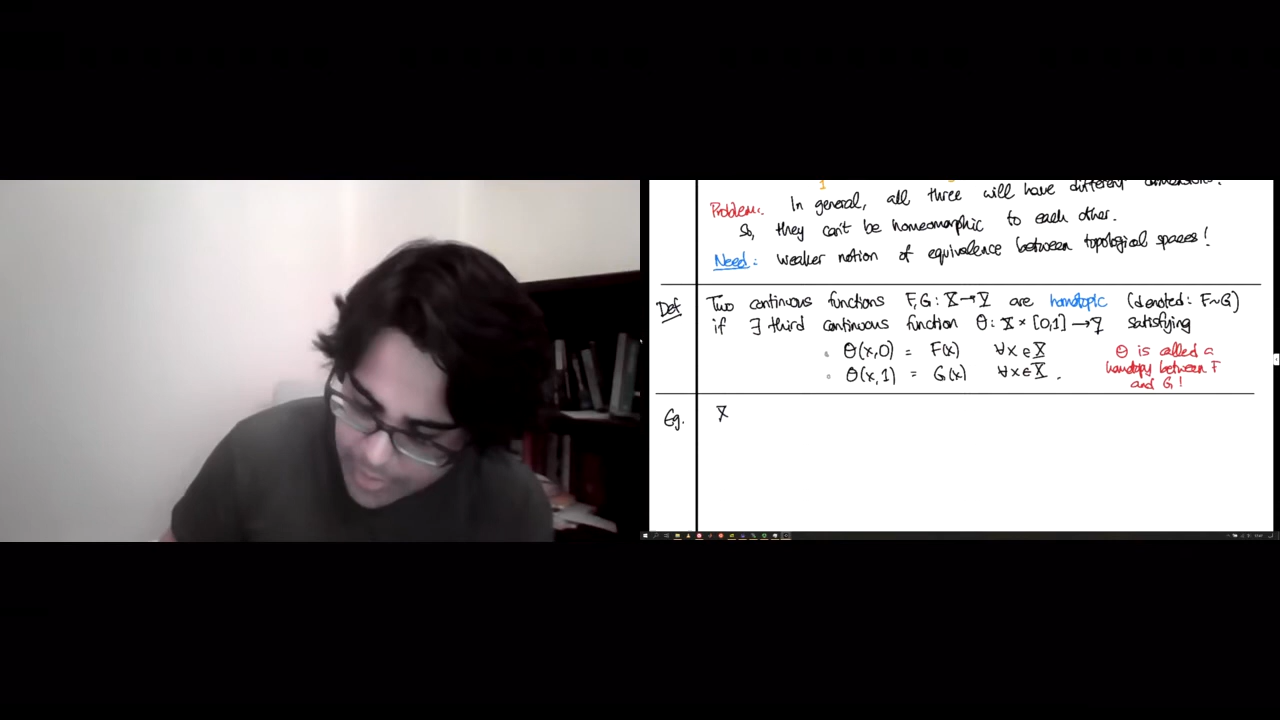 1
Problem: In general, all three will have different dimensions!
So, they can't be homeomorphic to each other.
Need: weaker notion of equivalence between topological spaces!
Def Two continuous functions F,G: X→Y are homotopic (denoted: F~G)
if ∃ third continuous function θ: X × [0,1] → Y satisfying
• θ(x,0) = F(x) ∀x∈X
• θ(x,1) = G(x) ∀x∈X.
θ is called a
homotopy between F
and G!
Eg. X